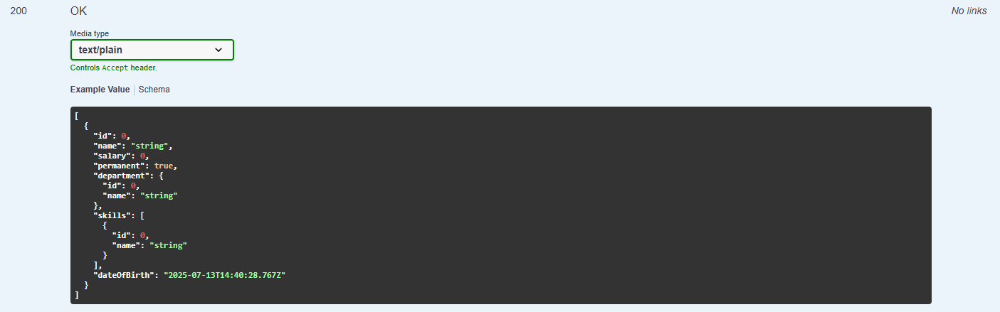 200 OK No links
Media type
text/plain
Controls Accept header.
Example Value Schema
[
  {
    "id": 0,
    "name": "string",
    "salary": 0,
    "permanent": true,
    "department": {
      "id": 0,
      "name": "string"
    },
    "skills": [
      {
        "id": 0,
        "name": "string"
      }
    ],
    "dateOfBirth": "2025-07-13T14:40:28.767Z"
  }
]